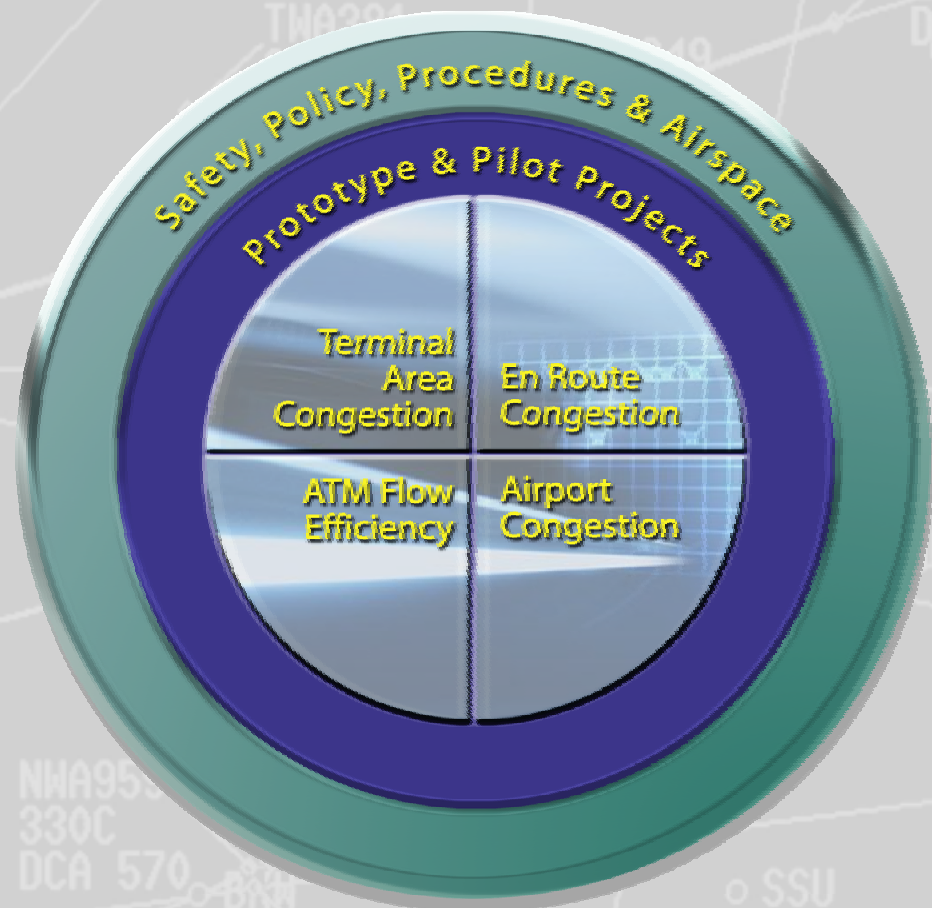 TWA391
Safety, Policy, Procedures & Airspace
Prototype & Pilot Projects
Terminal
Area
Congestion
En Route
Congestion
ATM Flow
Efficiency
Airport
Congestion
330C
DCA 570
SSU